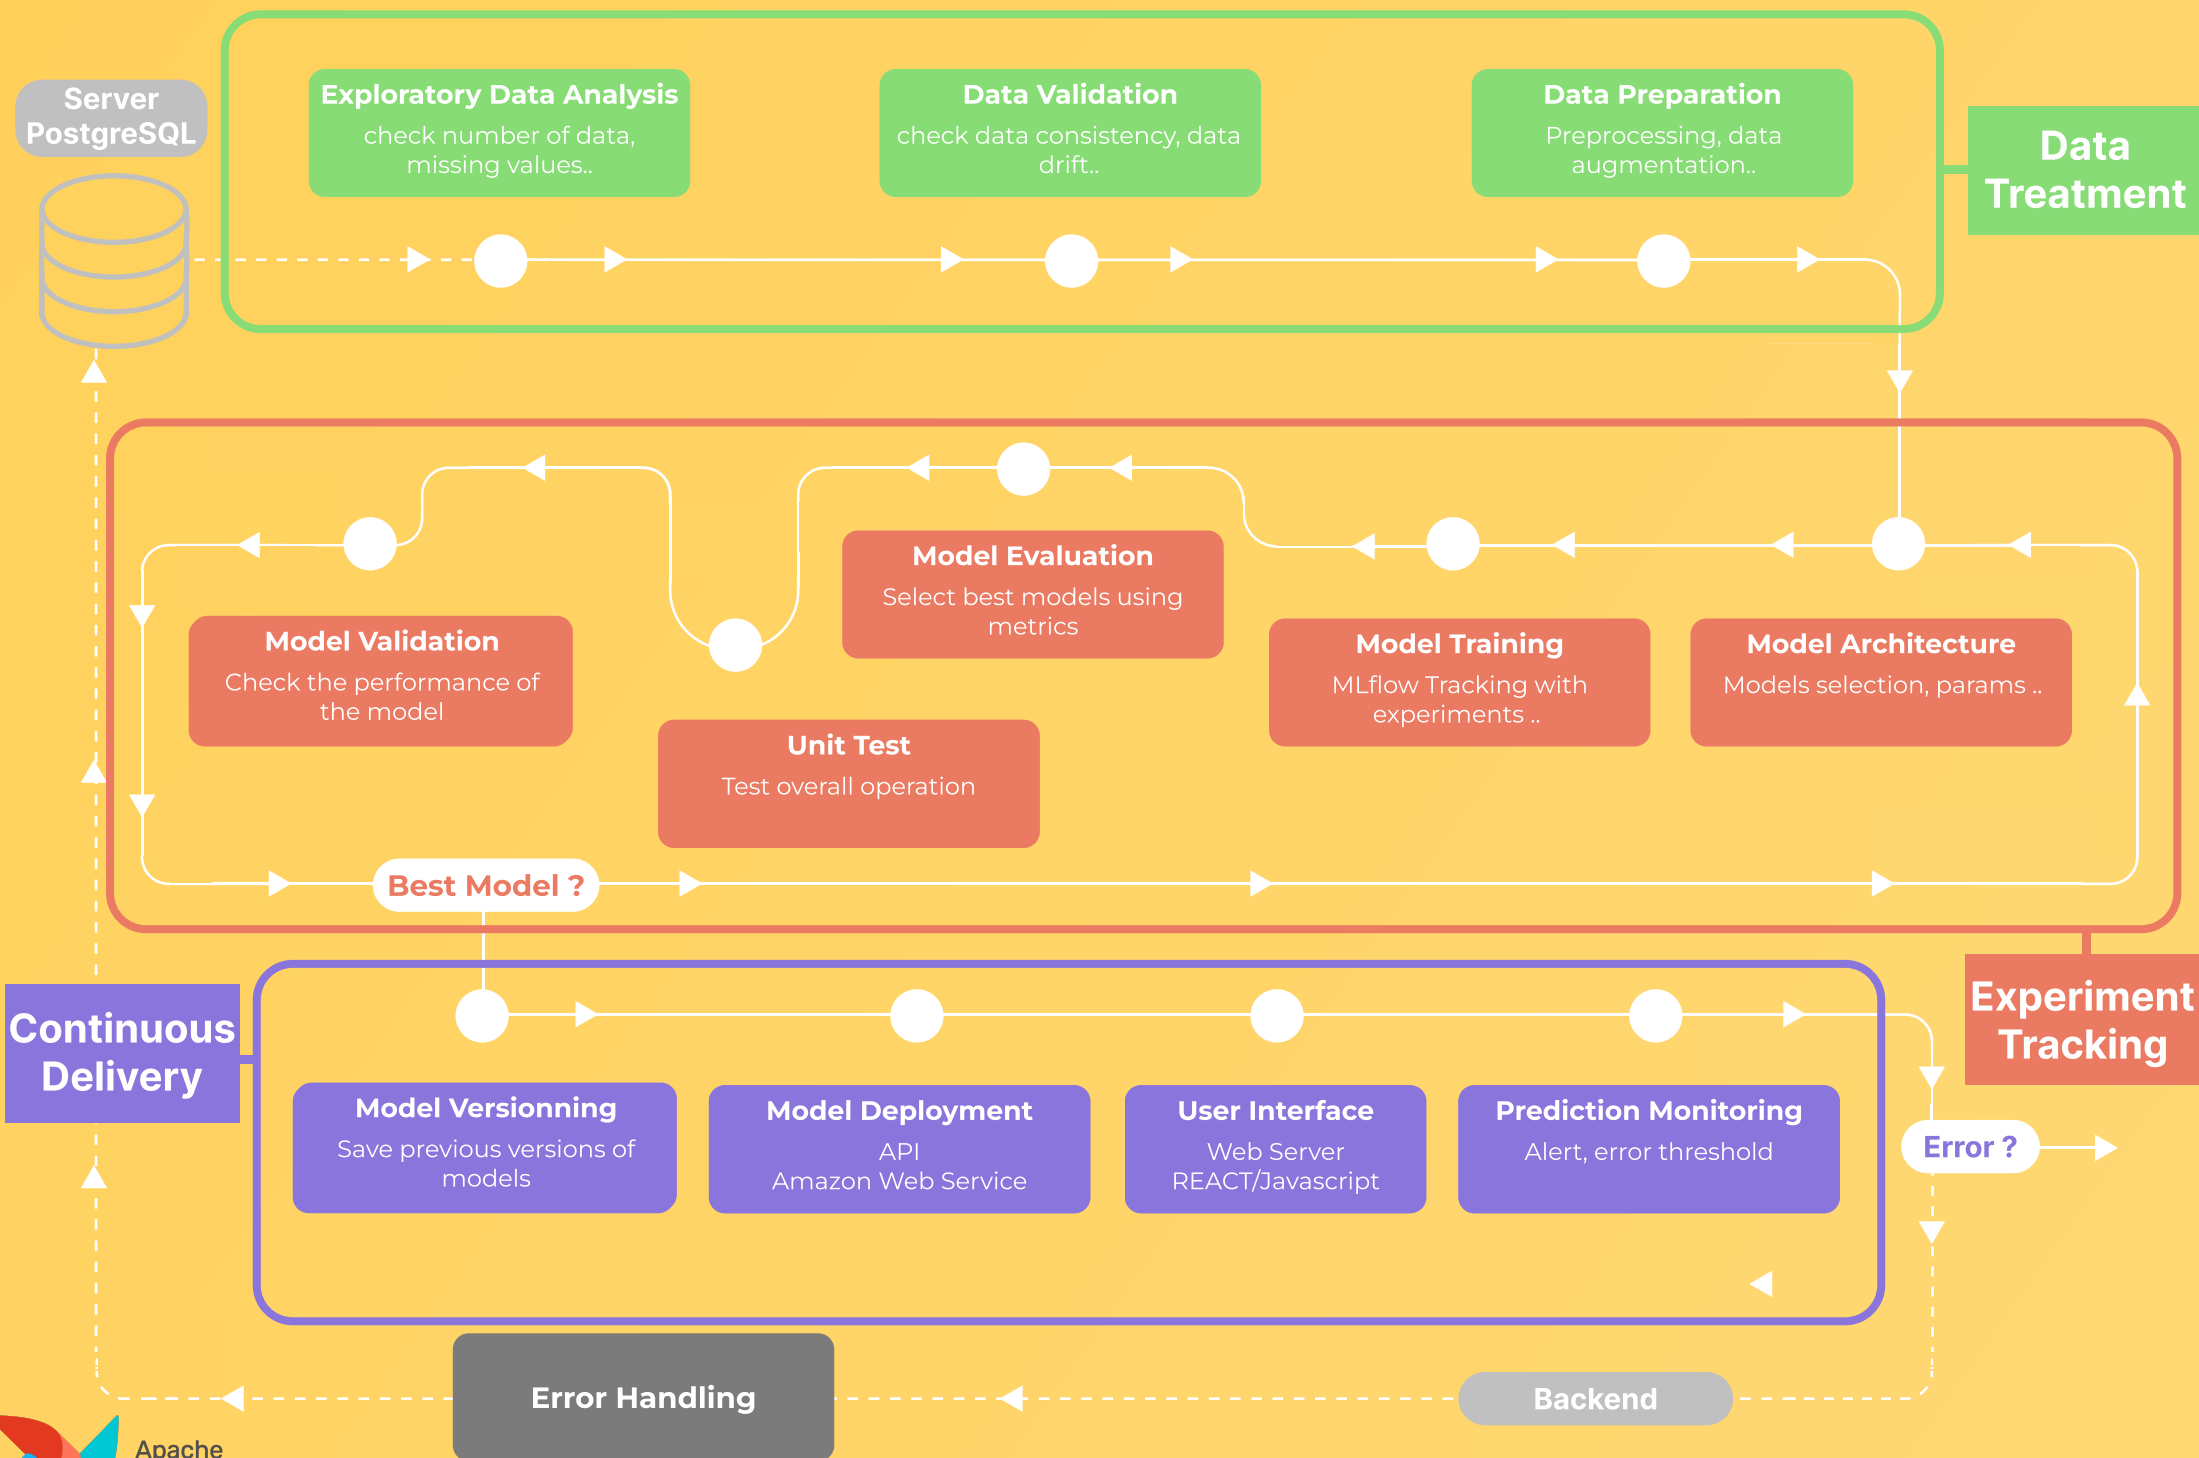 Server
PostgreSQL
Exploratory Data Analysis
check number of data,
missing values..
Data Validation
check data consistency, data
drift..
Data Preparation
Preprocessing, data
augmentation..
Data
Treatment
Model Evaluation
Select best models using
metrics
Model Validation
Check the performance of
the model
Unit Test
Test overall operation
Model Training
MLflow Tracking with
experiments ..
Model Architecture
Models selection, params ..
Best Model ?
Experiment
Tracking
Continuous
Delivery
Model Versionning
Save previous versions of
models
Model Deployment
API
Amazon Web Service
User Interface
Web Server
REACT/Javascript
Prediction Monitoring
Alert, error threshold
Error ?
Error Handling
Backend
Apache